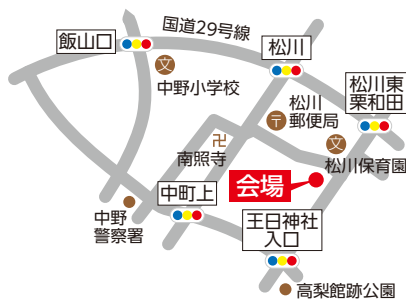 国道29号線
飯山口
松川
文
中野小学校
松川東
栗和田
松川
〒
郵便局
文
卍
南照寺
松川保育園
会場
中町上
中野
警察署
王日神社
入口
高梨館跡公園